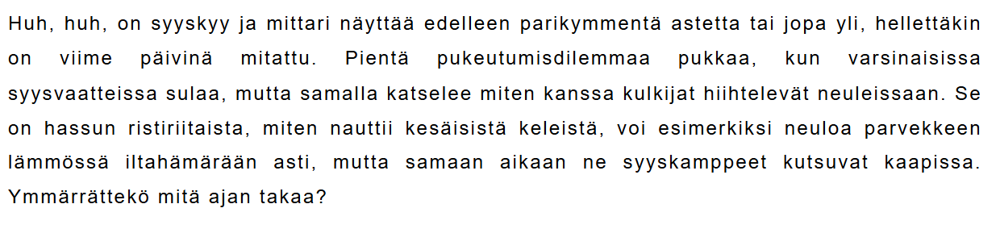 Huh, huh, on syyskyy ja mittari näyttää edelleen parikymmentä astetta tai jopa yli, hellettäkin
on viime päivinä mitattu. Pientä pukeutumisdilemmaa pukkaa, kun varsinaisissa
syysvaatteissa sulaa, mutta samalla katselee miten kanssa kulkijat hiihtelevät neuleissaan. Se
on hassun ristiriitaista, miten nauttii kesäisistä keleistä, voi esimerkiksi neuloa parvekkeen
lämmössä iltahämärään asti, mutta samaan aikaan ne syyskamppeet kutsuvat kaapissa.
Ymmärrättekö mitä ajan takaa?